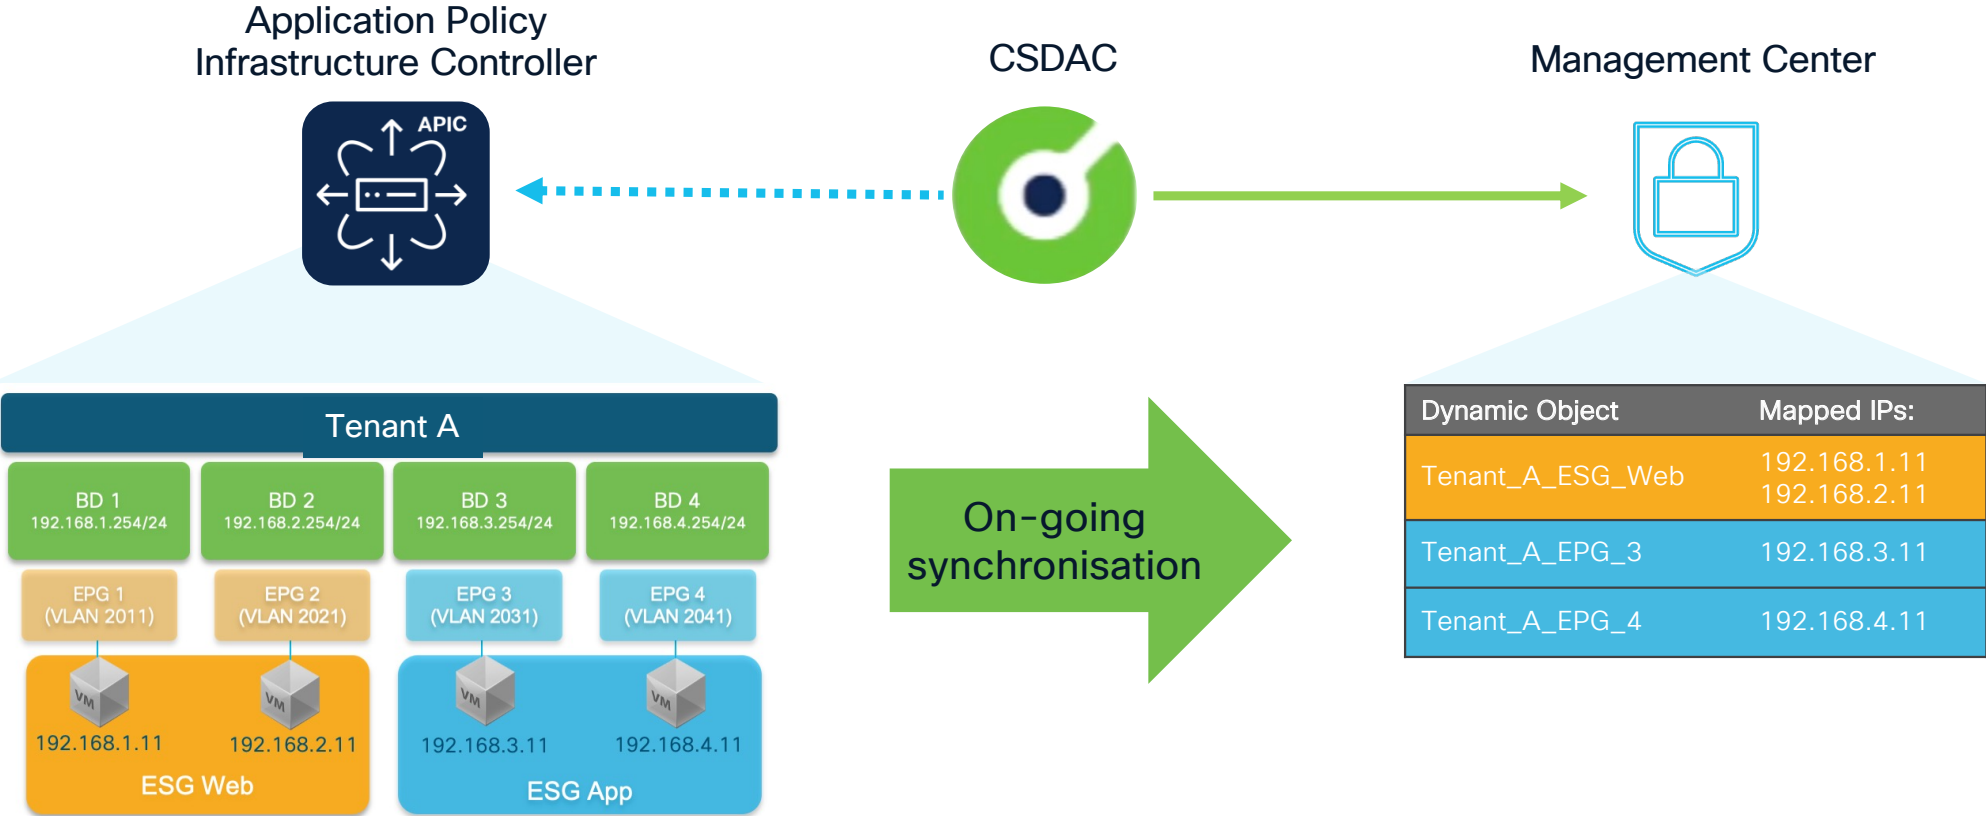 Application Policy
Infrastructure Controller
CSDAC
Management Center
APIC
Tenant A
BD 1
192.168.1.254/24
BD 2
192.168.2.254/24
BD 3
192.168.3.254/24
BD 4
192.168.4.254/24
EPG 1
(VLAN 2011)
EPG 2
(VLAN 2021)
EPG 3
(VLAN 2031)
EPG 4
(VLAN 2041)
VM
VM
VM
VM
192.168.1.11
192.168.2.11
192.168.3.11
192.168.4.11
ESG Web
ESG App
On-going
synchronisation
Dynamic Object Mapped IPs:
Tenant_A_ESG_Web 192.168.1.11
192.168.2.11
Tenant_A_EPG_3 192.168.3.11
Tenant_A_EPG_4 192.168.4.11